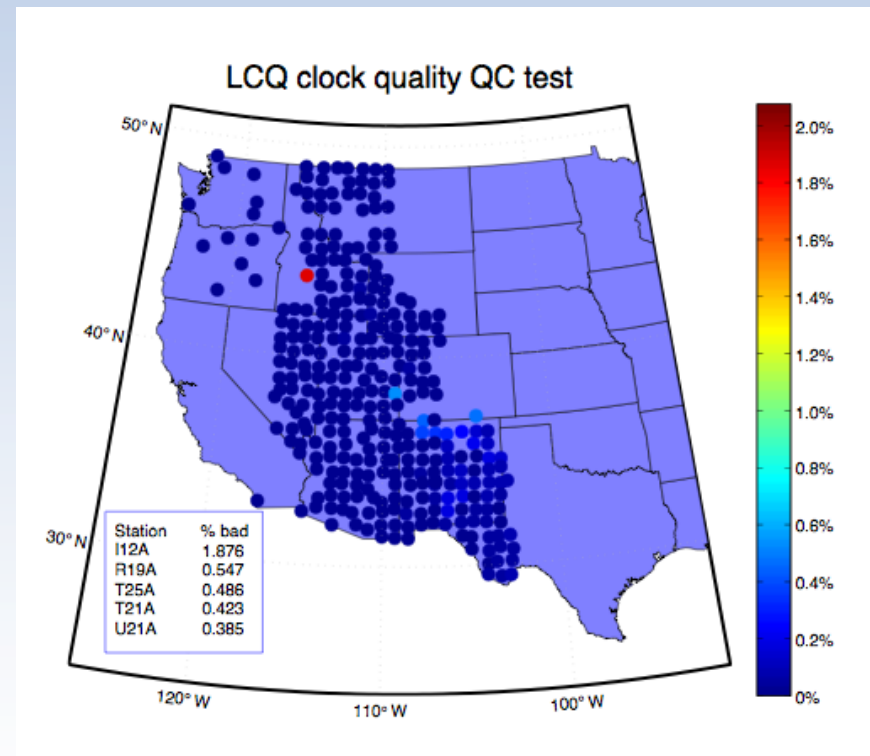 LCQ clock quality QC test
50° N
40° N
30° N
120° W
110° W
100° W
Station % bad
I12A 1.876
R19A 0.547
T25A 0.486
T21A 0.423
U21A 0.385
2.0%
1.8%
1.6%
1.4%
1.2%
1.0%
0.8%
0.6%
0.4%
0.2%
0%